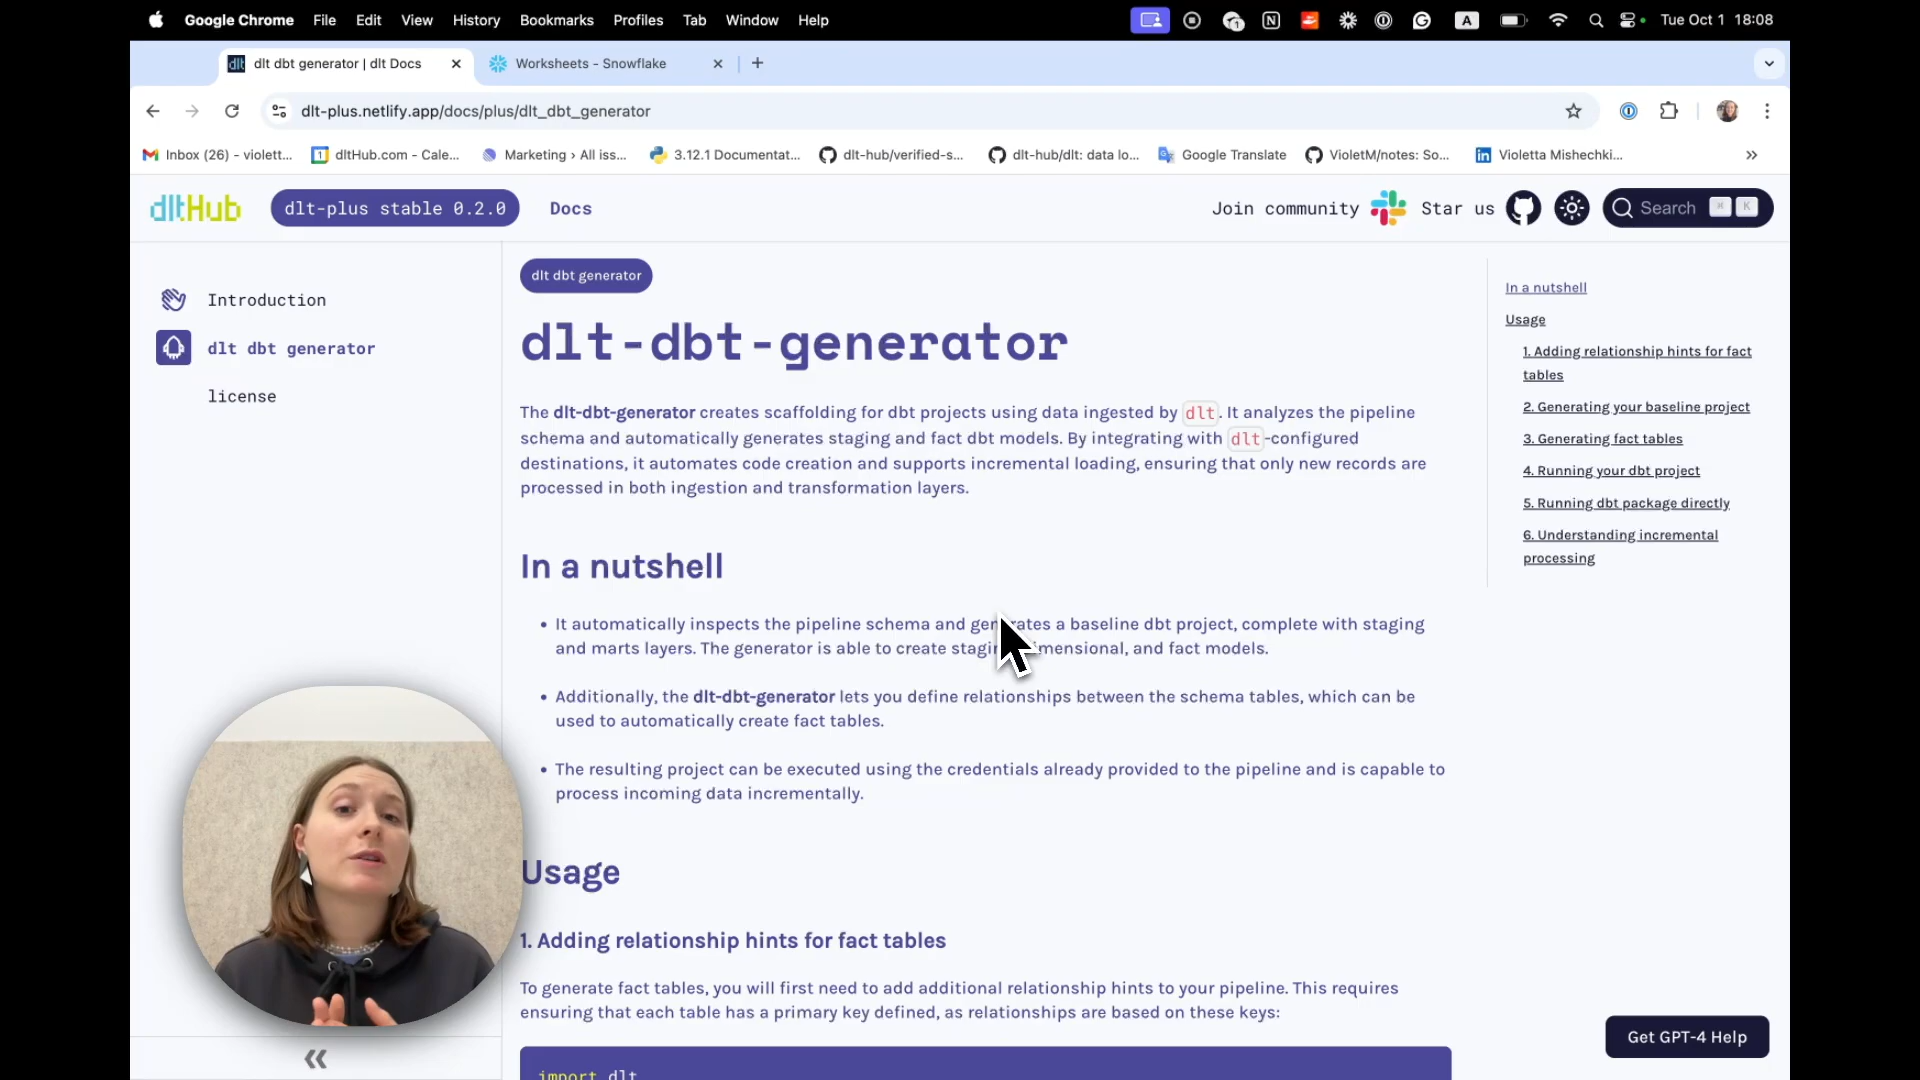 Google Chrome File Edit View History Bookmarks Profiles Tab Window Help
A Tue Oct 1 18:08
dlt dbt generator | dlt Docs
Worksheets - Snowflake
dlt-plus.netlify.app/docs/plus/dlt_dbt_generator
Inbox (26) - violett...
dltHub.com - Cale...
Marketing › All iss...
3.12.1 Documentat...
dlt-hub/verified-s...
dlt-hub/dlt: data lo...
Google Translate
VioletM/notes: So...
Violetta Mishechki...
dltHub
dlt-plus stable 0.2.0
Docs
Join community
Star us
Search ⌘ K
Introduction
dlt dbt generator
license
dlt dbt generator
dlt-dbt-generator
The dlt-dbt-generator creates scaffolding for dbt projects using data ingested by dlt. It analyzes the pipeline
schema and automatically generates staging and fact dbt models. By integrating with dlt-configured
destinations, it automates code creation and supports incremental loading, ensuring that only new records are
processed in both ingestion and transformation layers.
In a nutshell
• It automatically inspects the pipeline schema and generates a baseline dbt project, complete with staging
and marts layers. The generator is able to create staging, dimensional, and fact models.
• Additionally, the dlt-dbt-generator lets you define relationships between the schema tables, which can be
used to automatically create fact tables.
• The resulting project can be executed using the credentials already provided to the pipeline and is capable to
process incoming data incrementally.
Usage
1. Adding relationship hints for fact tables
To generate fact tables, you will first need to add additional relationship hints to your pipeline. This requires
ensuring that each table has a primary key defined, as relationships are based on these keys:
import dlt
In a nutshell
Usage
1. Adding relationship hints for fact
tables
2. Generating your baseline project
3. Generating fact tables
4. Running your dbt project
5. Running dbt package directly
6. Understanding incremental
processing
Get GPT-4 Help